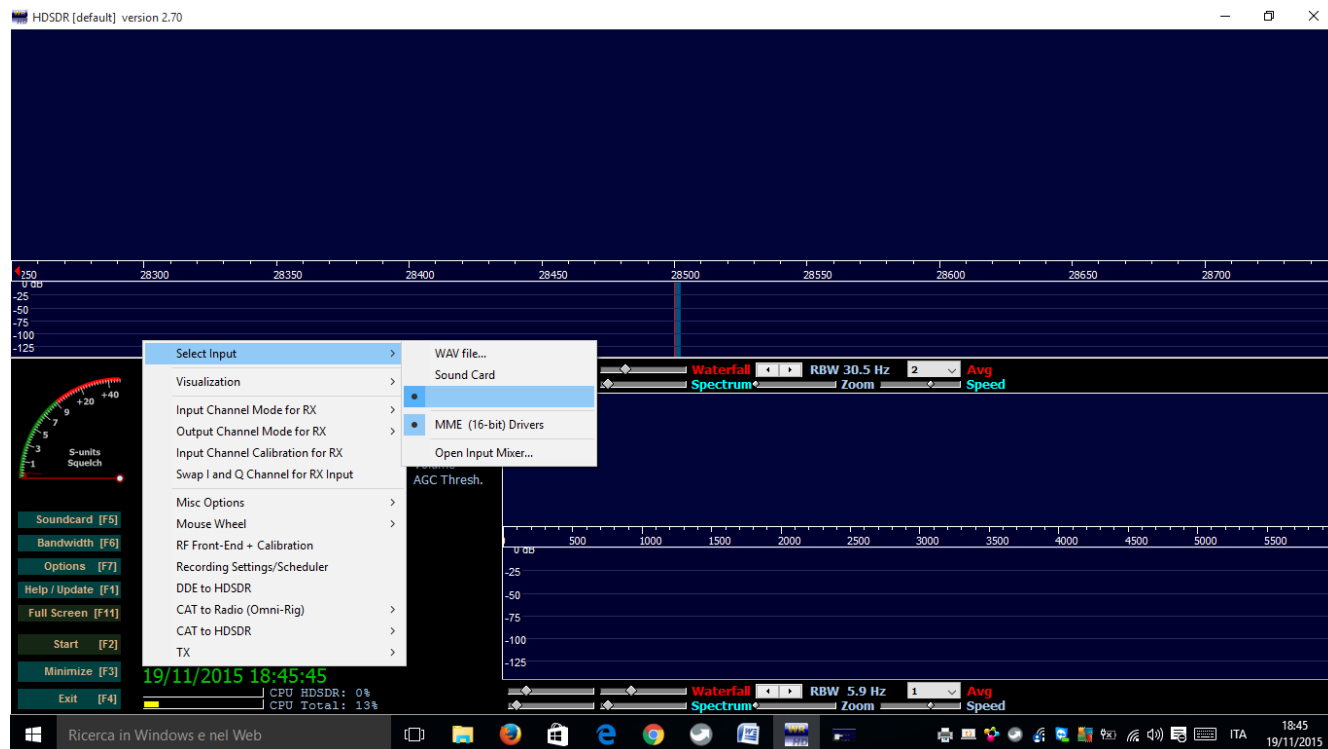 HDSDR [default] version 2.70
250 28300 28350 28400 28450 28500 28550 28600 28650 28700
0 dB
-25
-50
-75
-100
-125
Select Input
Visualization
Input Channel Mode for RX
Output Channel Mode for RX
Input Channel Calibration for RX
Swap I and Q Channel for RX Input
Misc Options
Mouse Wheel
RF Front-End + Calibration
Recording Settings/Scheduler
DDE to HDSDR
CAT to Radio (Omni-Rig)
CAT to HDSDR
TX
WAV file...
Sound Card
MME (16-bit) Drivers
Open Input Mixer...
Volume
AGC Thresh.
Waterfall RBW 30.5 Hz 2 Avg
Spectrum Zoom Speed
1 3 5 7 9 +20 +40
S-units
Squelch
Soundcard [F5]
Bandwidth [F6]
Options [F7]
Help / Update [F1]
Full Screen [F11]
Start [F2]
Minimize [F3]
Exit [F4]
19/11/2015 18:45:45
CPU HDSDR: 0%
CPU Total: 13%
500 1000 1500 2000 2500 3000 3500 4000 4500 5000 5500
0 dB
-25
-50
-75
-100
-125
Waterfall RBW 5.9 Hz 1 Avg
Spectrum Zoom Speed
Ricerca in Windows e nel Web
ITA
18:45
19/11/2015